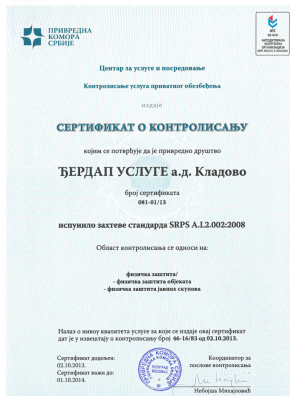 ПРИВРЕДНА
КОМОРА
СРБИЈЕ
АТС
Центар за услуге и посредовање
Контролисање услуга приватног обезбеђења
издаје
СЕРТИФИКАТ О КОНТРОЛИСАЊУ
којим се потврђује да је привредно друштво
ЂЕРДАП УСЛУГЕ а.д. Кладово
број сертификата
081-01/13
испунило захтеве стандарда SRPS A.L2.002:2008
Област контролисања се односи на:
физичка заштита/
- физичка заштита објеката
- физичка заштита јавних скупова
Налаз о нивоу квалитета услуге за који се издаје овај сертификат
дат је у извештају о контролисању број 46-16/83 од 02.10.2013.
Сертификат додељен:
02.10.2013.
Сертификат важи до:
01.10.2014.
Координатор за
послове контролисања
Небојша Михаиловић